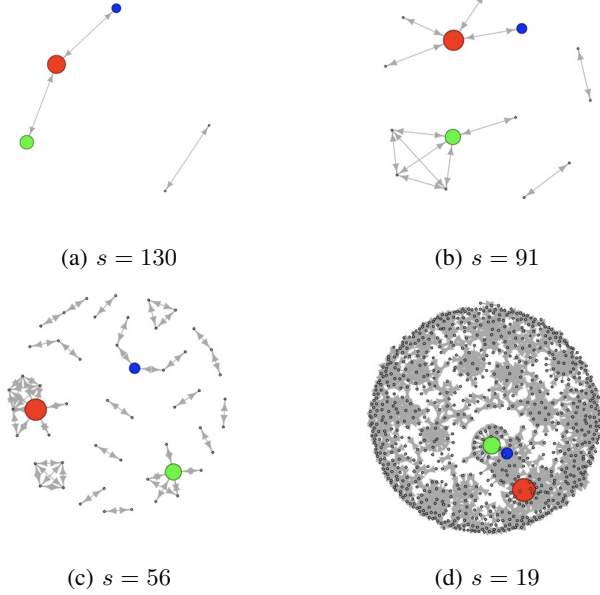 (a) s = 130
(b) s = 91
(c) s = 56
(d) s = 19